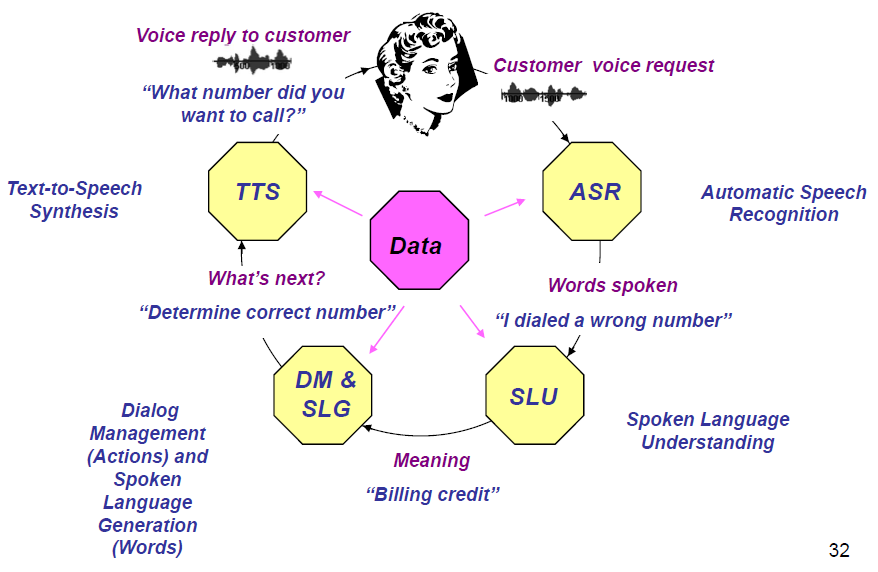 Voice reply to customer
“What number did you
want to call?”
Customer voice request
1000 1500
Text-to-Speech
Synthesis
TTS
ASR
Automatic Speech
Recognition
Data
What’s next?
“Determine correct number”
Words spoken
“I dialed a wrong number”
DM &
SLG
SLU
Dialog
Management
(Actions) and
Spoken
Language
Generation
(Words)
Spoken Language
Understanding
Meaning
“Billing credit”
32